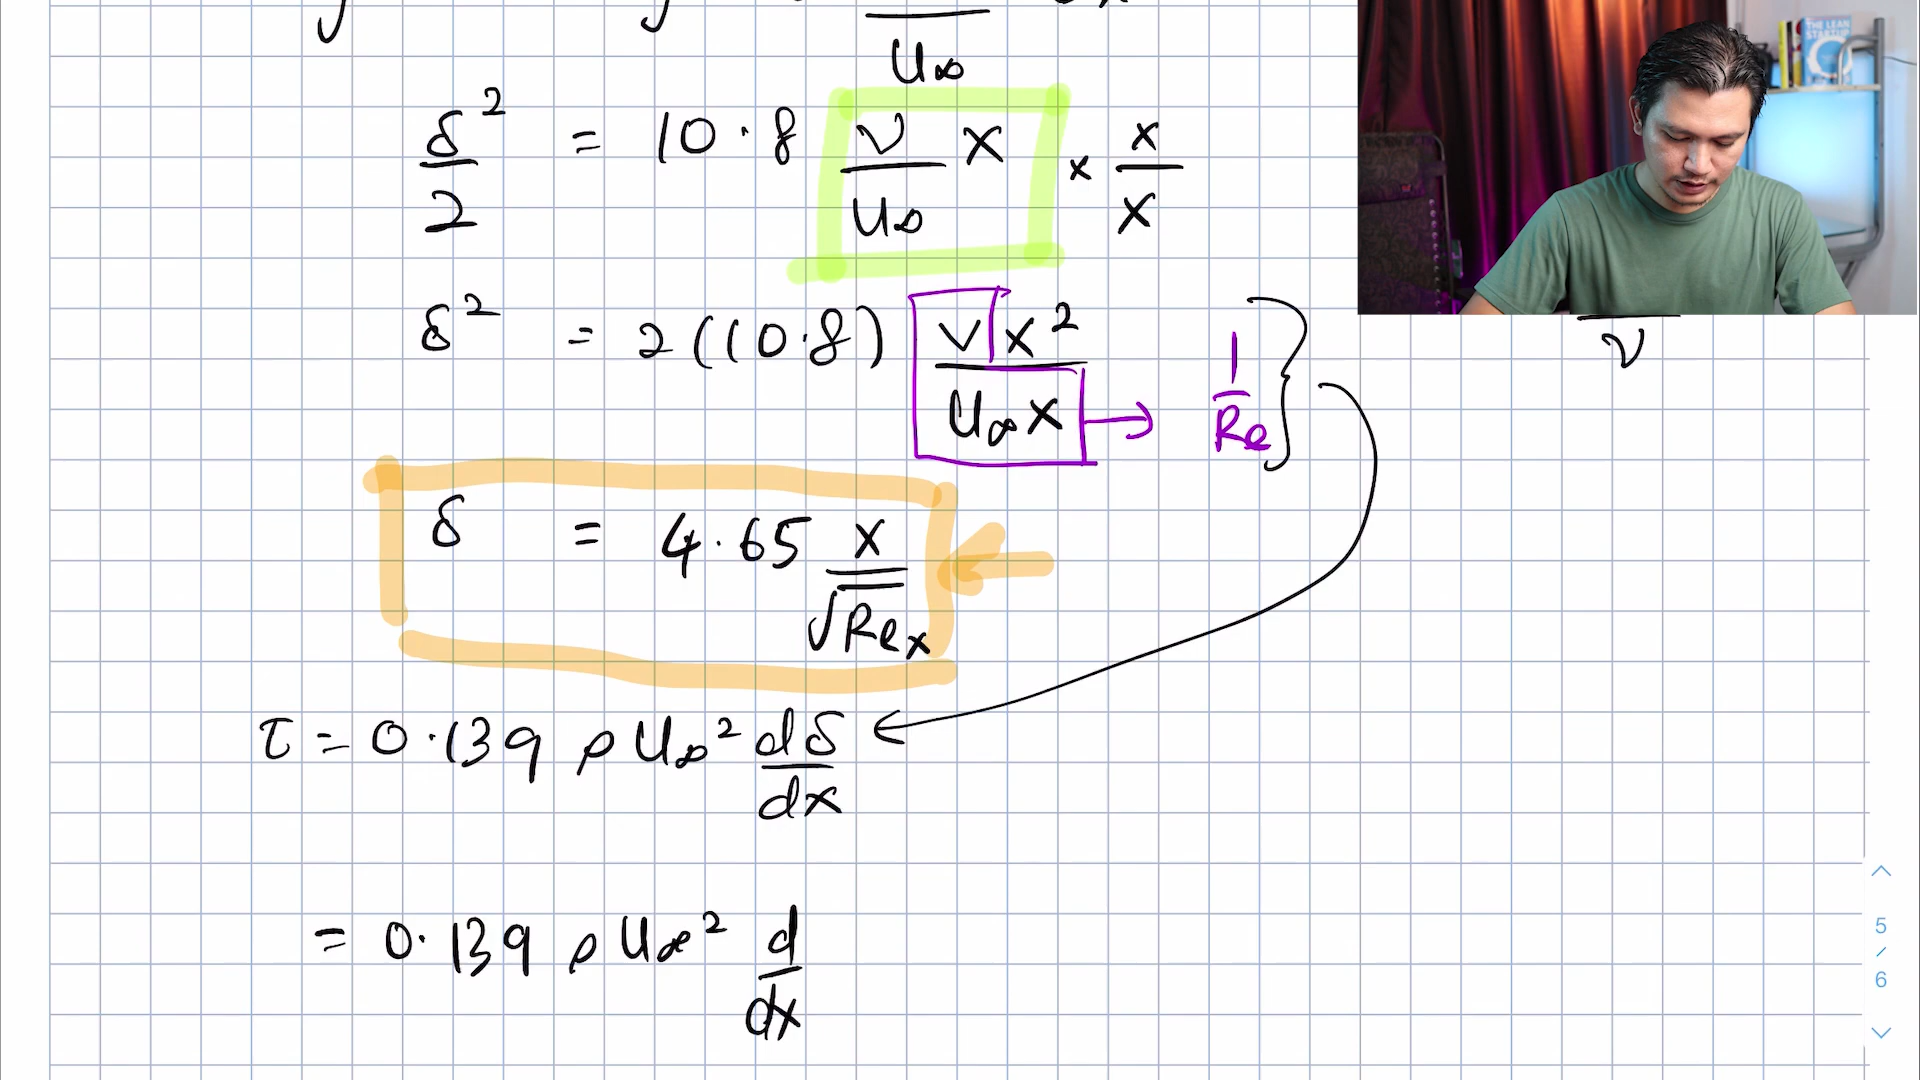 U∞
δ²/2 = 10.8 ν/U∞ x × x/x
δ² = 2(10.8) νx²/U∞x → 1/Re
ν
δ = 4.65 x/√Rex
τ = 0.139 ρU∞² dδ/dx
= 0.139 ρU∞² d/dx
THE LEAN
STARTUP
5
/
6